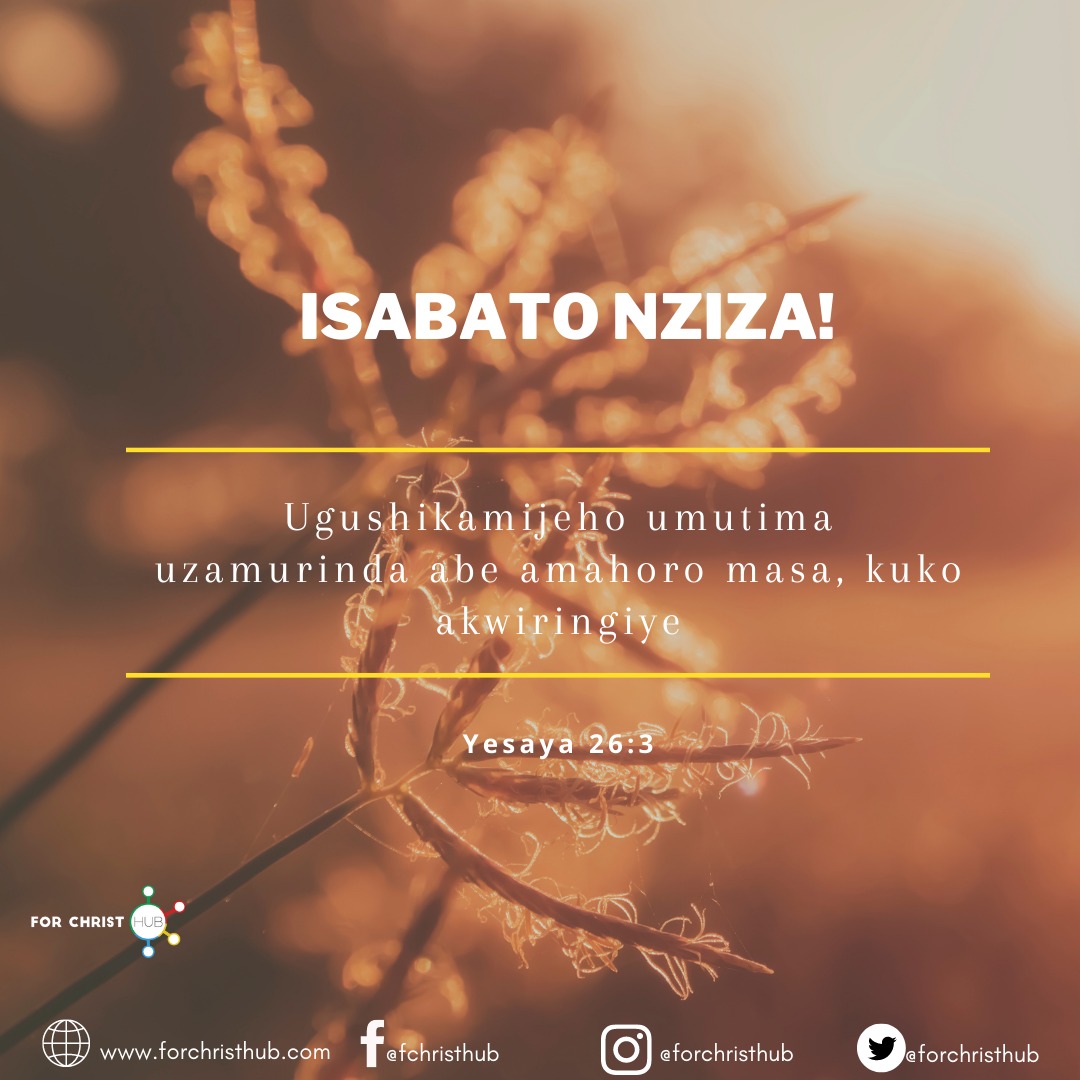 ISABATO NZIZA!
Ugushikamijeho umutima
uzamurinda abe amahoro masa, kuko
akwiringiye
Yesaya 26:3
FOR CHRIST HUB
www.forchristhub.com @fchristhub @forchristhub @forchristhub